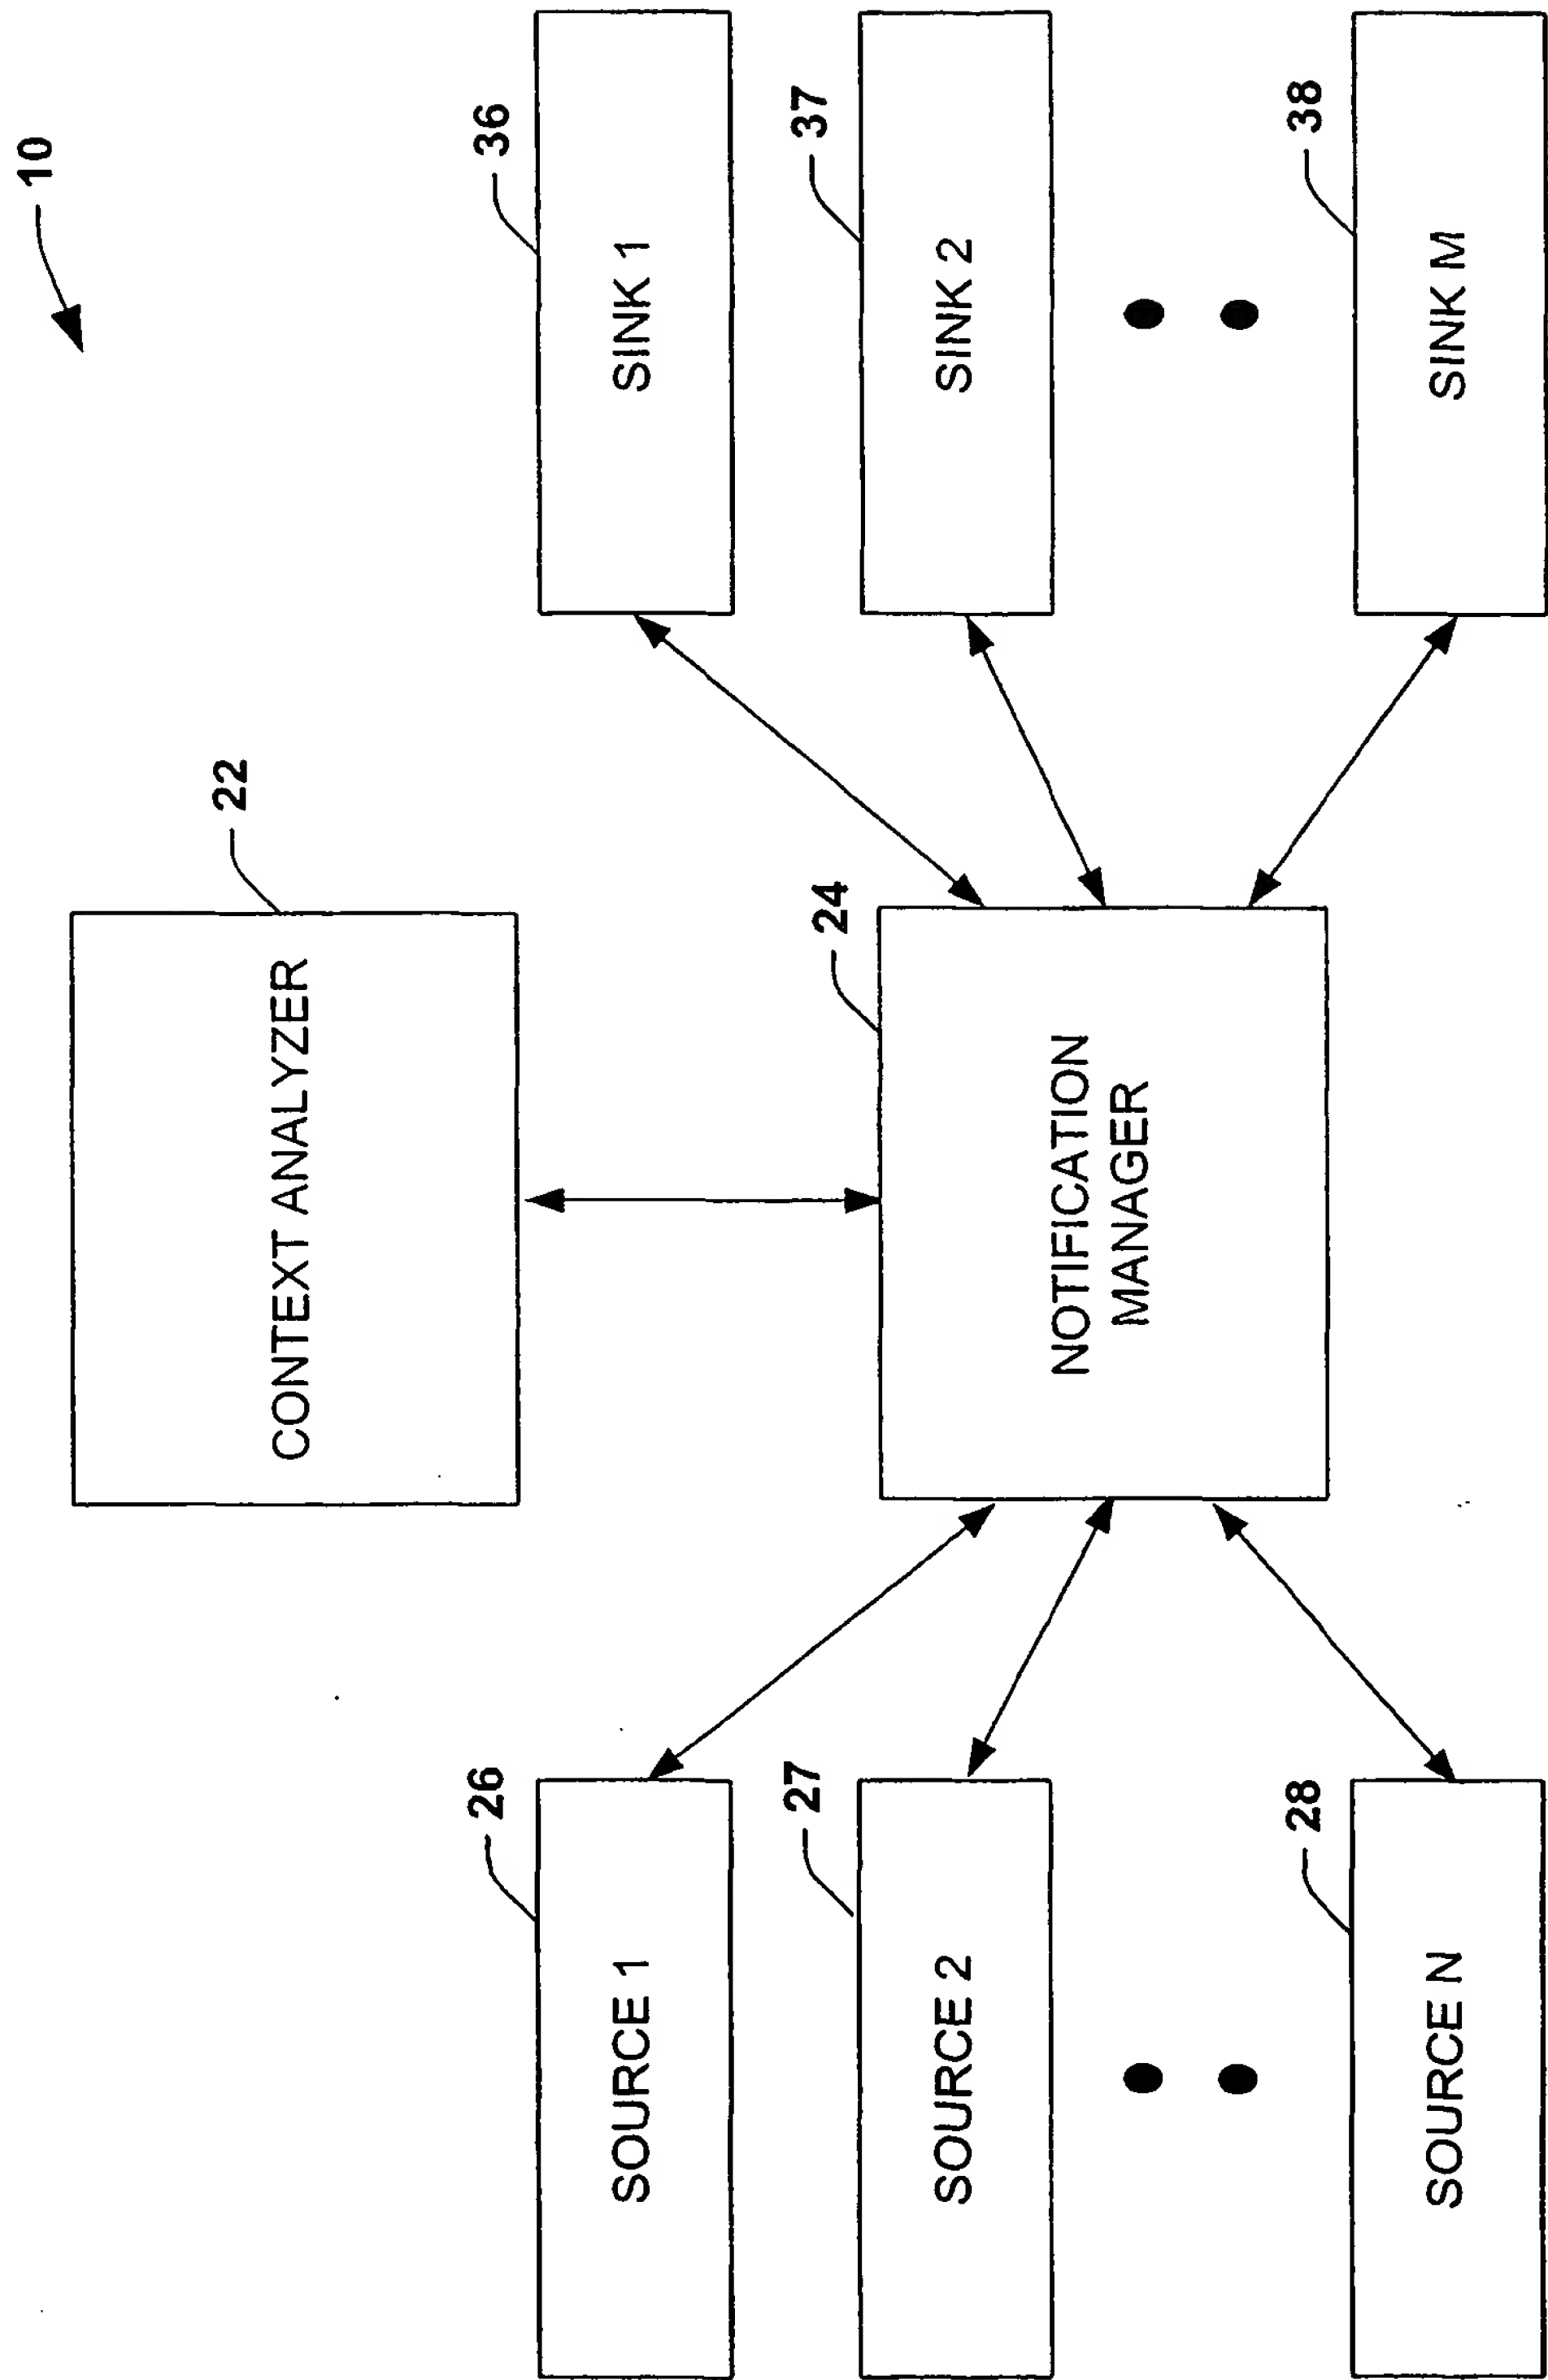 10
22
CONTEXT ANALYZER
26
SOURCE 1
27
SOURCE 2
28
SOURCE N
24
NOTIFICATION
MANAGER
36
SINK 1
37
SINK 2
38
SINK M